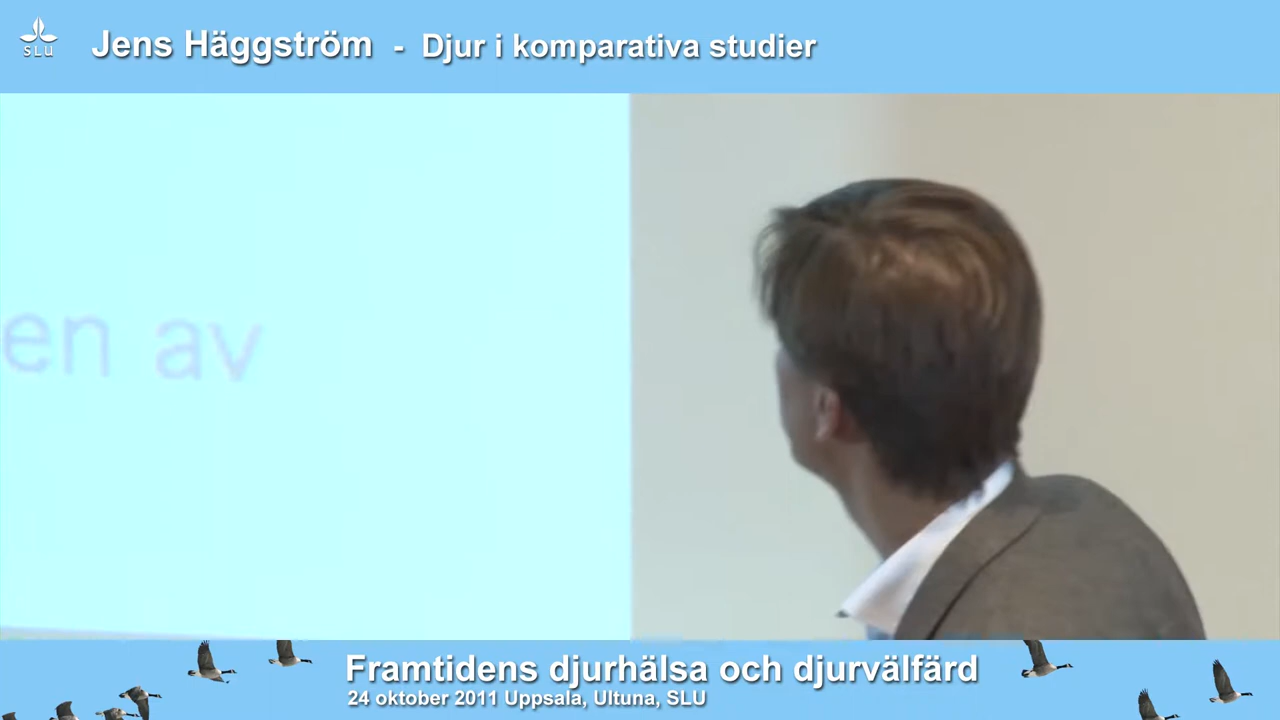 SLU
Jens Häggström - Djur i komparativa studier
en av
Framtidens djurhälsa och djurvälfärd
24 oktober 2011 Uppsala, Ultuna, SLU